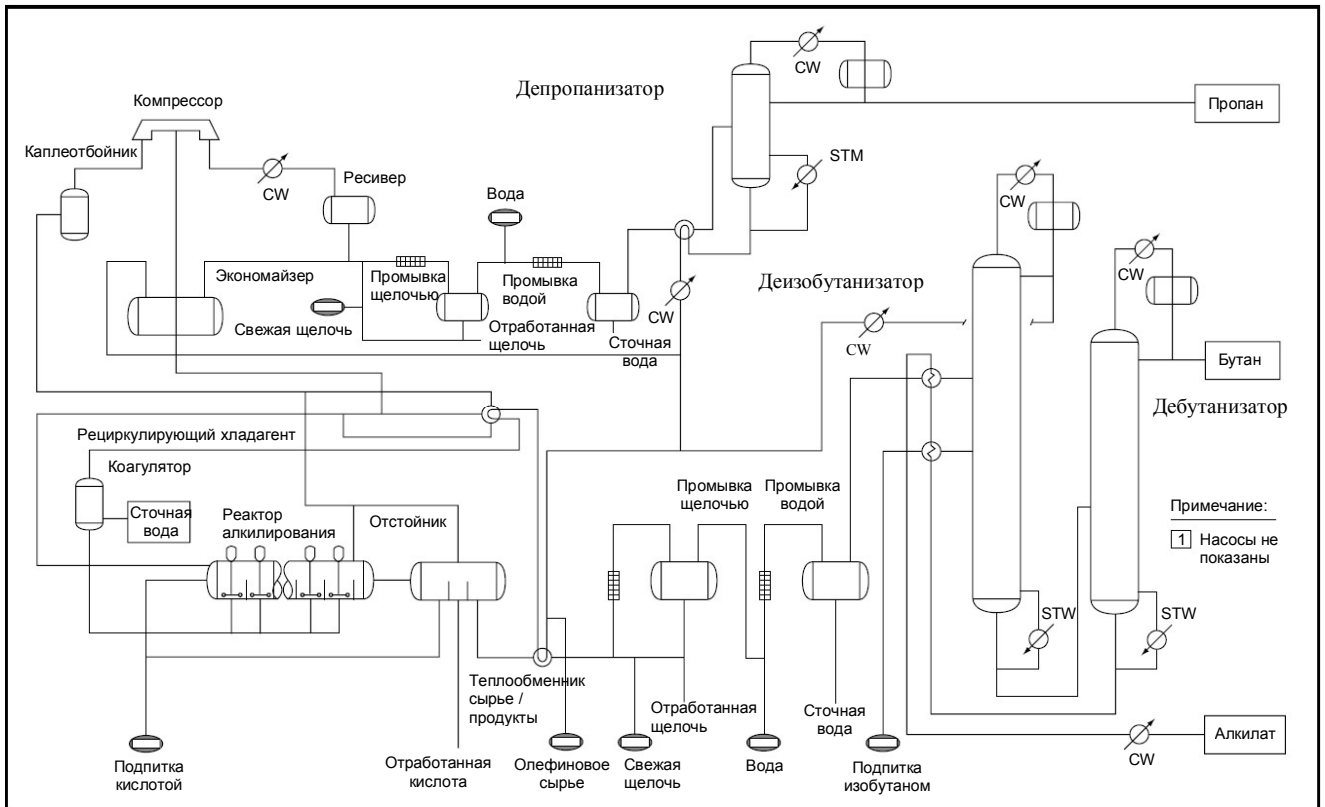 CW
Депропанизатор
Компрессор
Пропан
Каплеотбойник
STM
Ресивер
Вода
CW
CW
Экономайзер
Промывка
щелочью
Промывка
водой
Деизобутанизатор
CW
Свежая щелочь
Отработанная
щелочь
CW
Сточная
вода
CW
Бутан
Дебутанизатор
Рециркулирующий хладагент
Коагулятор
Промывка
щелочью
Промывка
водой
Примечание:
1 Насосы не
показаны
Сточная
вода
Реактор
алкилирования
Отстойник
STW
STW
Теплообменник
сырье /
продукты
Отработанная
щелочь
Сточная
вода
Алкилат
CW
Подпитка
кислотой
Отработанная
кислота
Олефиновое
сырье
Свежая
щелочь
Вода
Подпитка
изобутаном